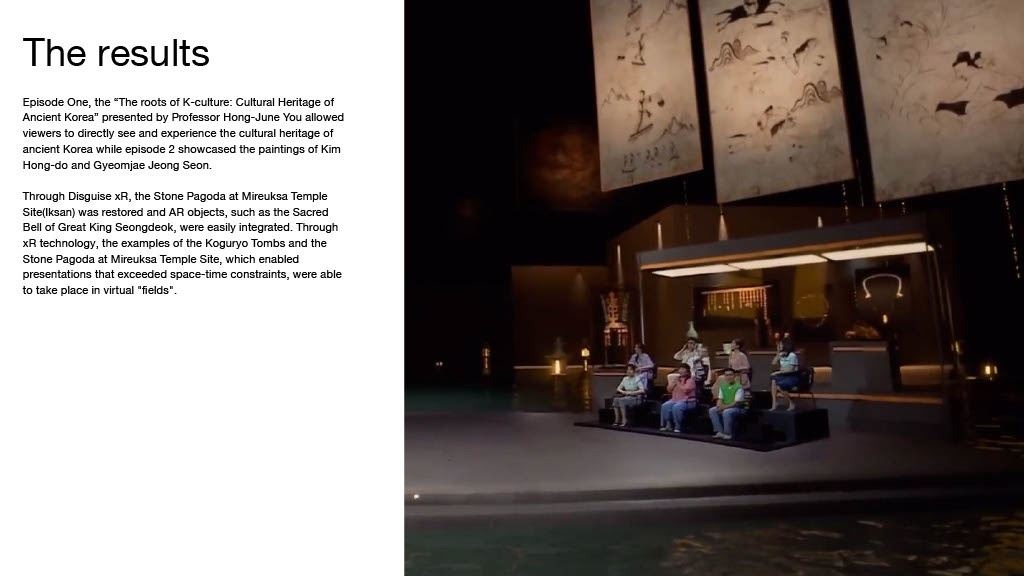 The results
Episode One, the “The roots of K-culture: Cultural Heritage of
Ancient Korea” presented by Professor Hong-June You allowed
viewers to directly see and experience the cultural heritage of
ancient Korea while episode 2 showcased the paintings of Kim
Hong-do and Gyeomjae Jeong Seon.
Through Disguise xR, the Stone Pagoda at Mireuksa Temple
Site(Iksan) was restored and AR objects, such as the Sacred
Bell of Great King Seongdeok, were easily integrated. Through
xR technology, the examples of the Koguryo Tombs and the
Stone Pagoda at Mireuksa Temple Site, which enabled
presentations that exceeded space-time constraints, were able
to take place in virtual "fields".